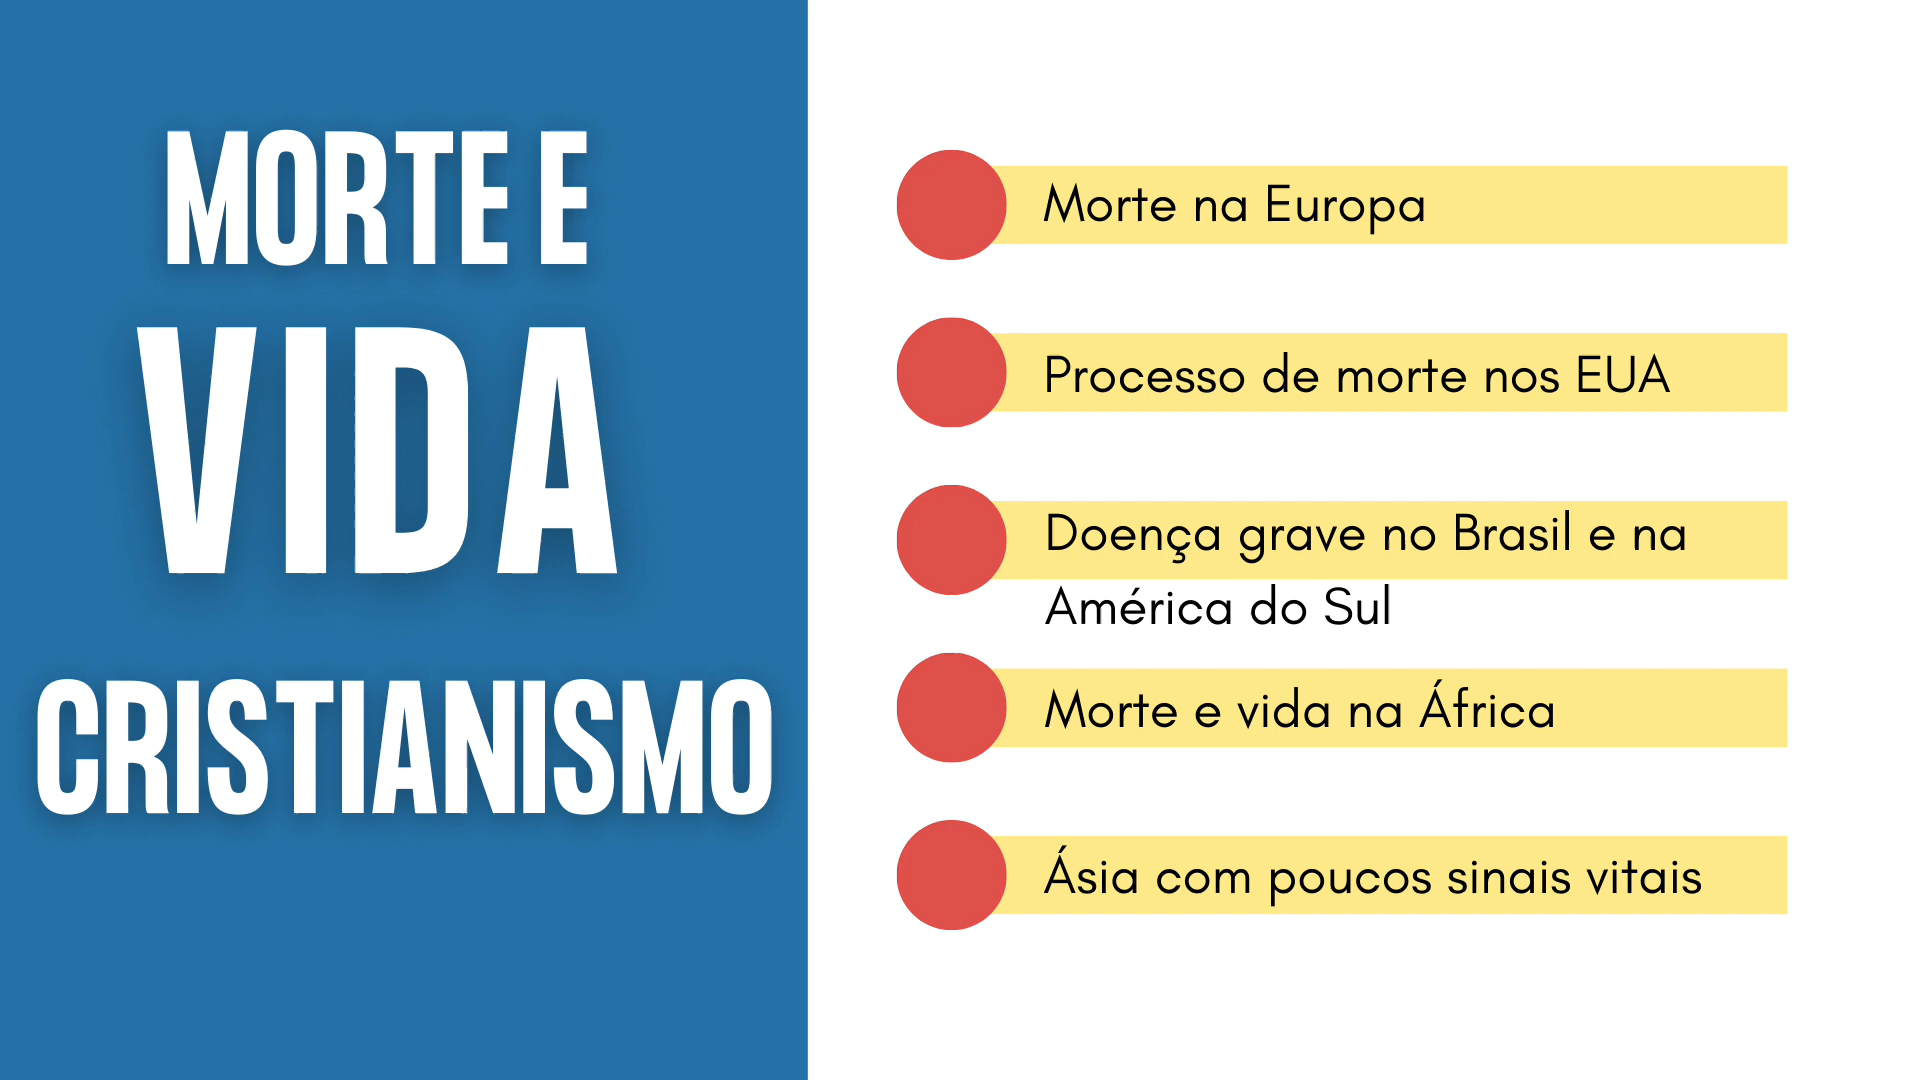 MORTE E
VIDA
CRISTIANISMO
Morte na Europa
Processo de morte nos EUA
Doença grave no Brasil e na
América do Sul
Morte e vida na África
Ásia com poucos sinais vitais